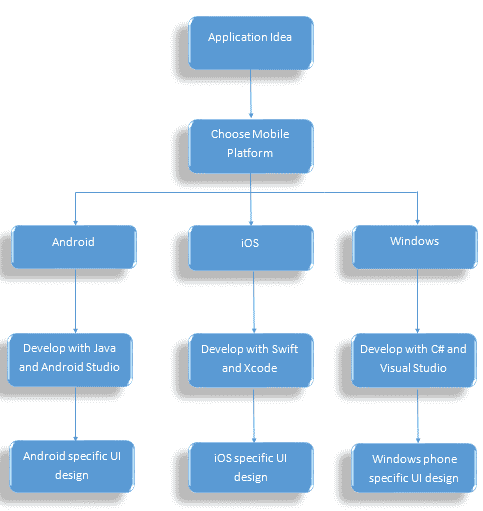 Application Idea
Choose Mobile
Platform
Android
iOS
Windows
Develop with Java
and Android Studio
Develop with Swift
and Xcode
Develop with C# and
Visual Studio
Android specific UI
design
iOS specific UI
design
Windows phone
specific UI design